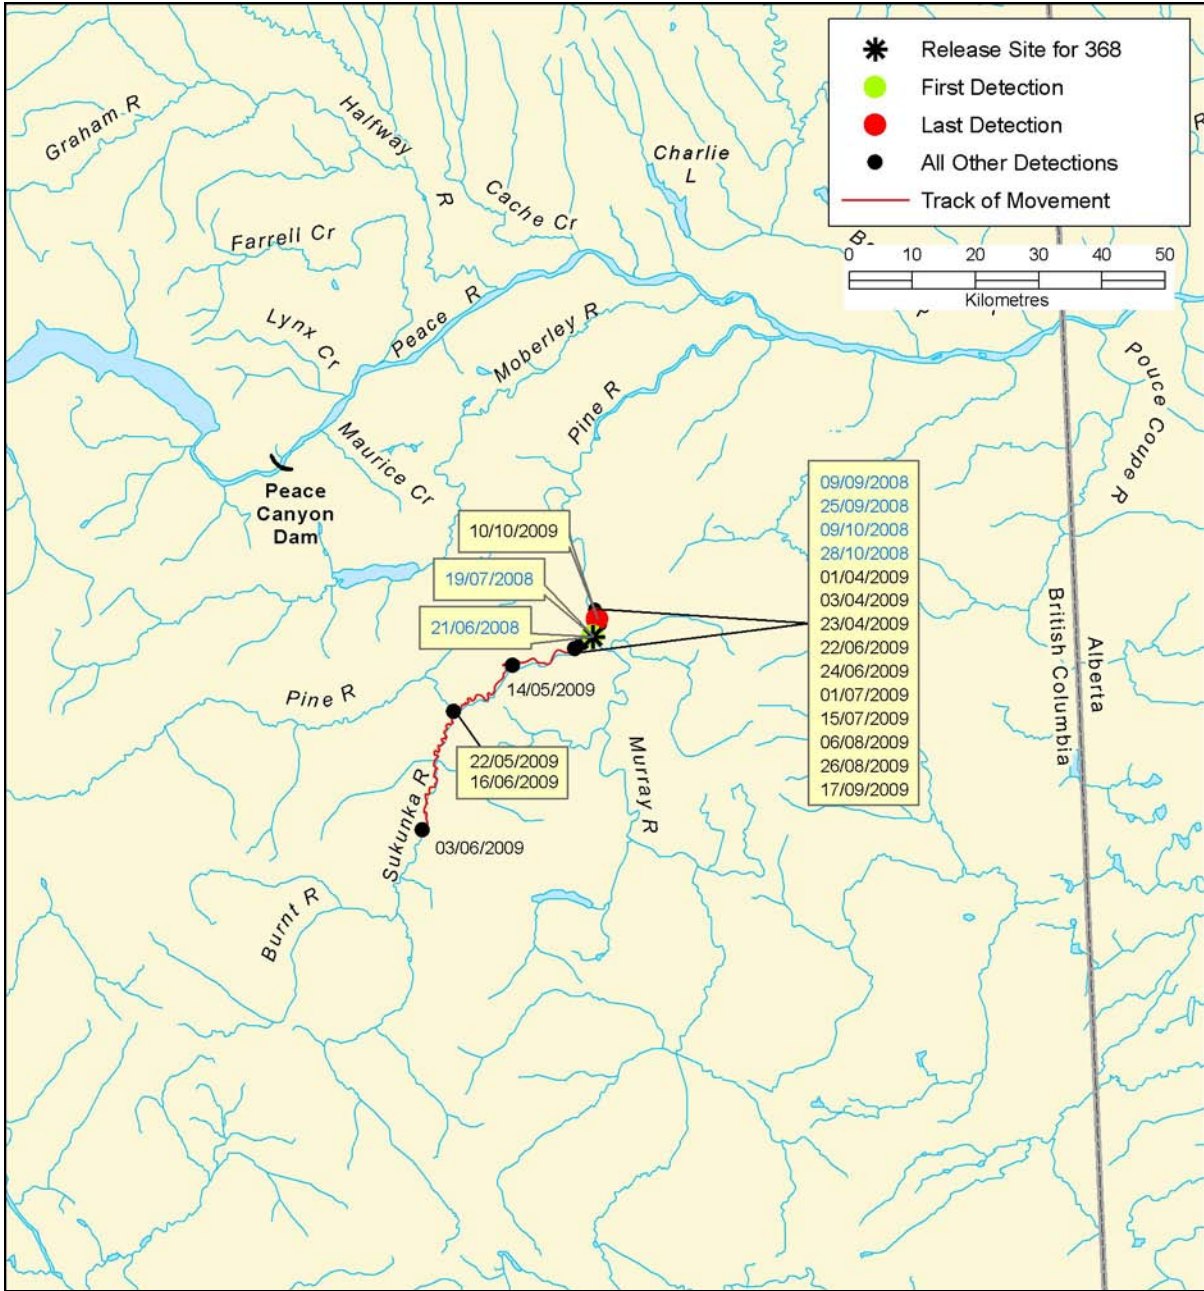 Release Site for 368
First Detection
Last Detection
All Other Detections
Track of Movement
0 10 20 30 40 50
Kilometres
Graham R
Halfway
R
Charlie
L
Cache Cr
Farrell Cr
Lynx Cr
Peace R
Moberley R
Pine R
Maurice Cr
Pouce Coupe R
Peace
Canyon
Dam
10/10/2009
19/07/2008
21/06/2008
09/09/2008
25/09/2008
09/10/2008
28/10/2008
01/04/2009
03/04/2009
23/04/2009
22/06/2009
24/06/2009
01/07/2009
15/07/2009
06/08/2009
26/08/2009
17/09/2009
British Columbia
Alberta
Pine R
14/05/2009
22/05/2009
16/06/2009
Murray R
Sukunka R
03/06/2009
Burnt R